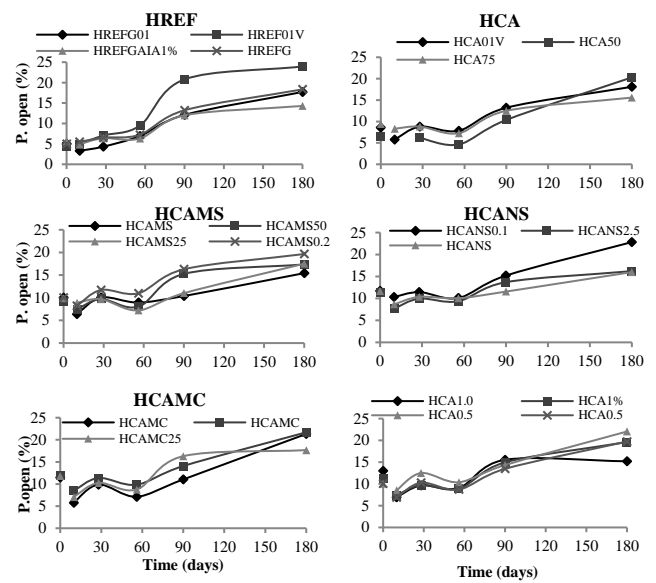 HREF
HREFG01 HREF01V
HREFGAIA1% HREFG
P. open (%)
25
20
15
10
5
0
0 30 60 90 120 150 180
HCA
HCA01V HCA50
HCA75
25
20
15
10
5
0
0 30 60 90 120 150 180
HCAMS
HCAMS HCAMS50
HCAMS25 HCAMS0.2
P. open (%)
25
20
15
10
5
0
0 30 60 90 120 150 180
HCANS
HCANS0.1 HCANS2.5
HCANS
25
20
15
10
5
0
0 30 60 90 120 150 180
HCAMC
HCAMC HCAMC
HCAMC25
P.open (%)
25
20
15
10
5
0
0 30 60 90 120 150 180
Time (days)
HCA1.0 HCA1%
HCA0.5 HCA0.5
25
20
15
10
5
0
0 30 60 90 120 150 180
Time (days)